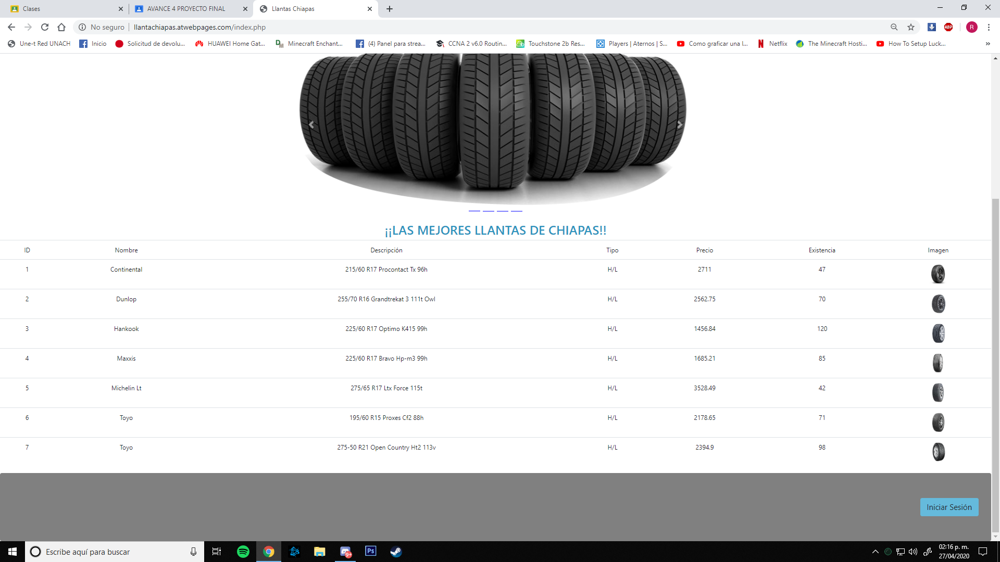 Clases
AVANCE 4 PROYECTO FINAL
Llantas Chiapas
No seguro
llantachiapas.atwebpages.com/index.php
ABP
R
Une-t Red UNACH
Inicio
Solicitud de devolu...
HUAWEI Home Gat...
Minecraft Enchant...
(4) Panel para strea...
CCNA 2 v6.0 Routin...
Touchstone 2b Res...
Players | Aternos | S...
Como graficar una l...
Netflix
The Minecraft Hosti...
How To Setup Luck...
¡¡LAS MEJORES LLANTAS DE CHIAPAS!!
ID Nombre Descripción Tipo Precio Existencia Imagen
1 Continental 215/60 R17 Procontact Tx 96h H/L 2711 47
2 Dunlop 255/70 R16 Grandtrekat 3 111t Owl H/L 2562.75 70
3 Hankook 225/60 R17 Optimo K415 99h H/L 1456.84 120
4 Maxxis 225/60 R17 Bravo Hp-m3 99h H/L 1685.21 85
5 Michelin Lt 275/65 R17 Ltx Force 115t H/L 3528.49 42
6 Toyo 195/60 R15 Proxes Cf2 88h H/L 2178.65 71
7 Toyo 275-50 R21 Open Country Ht2 113v H/L 2394.9 98
Iniciar Sesión
Escribe aquí para buscar
9+
Ps
02:16 p. m.
27/04/2020